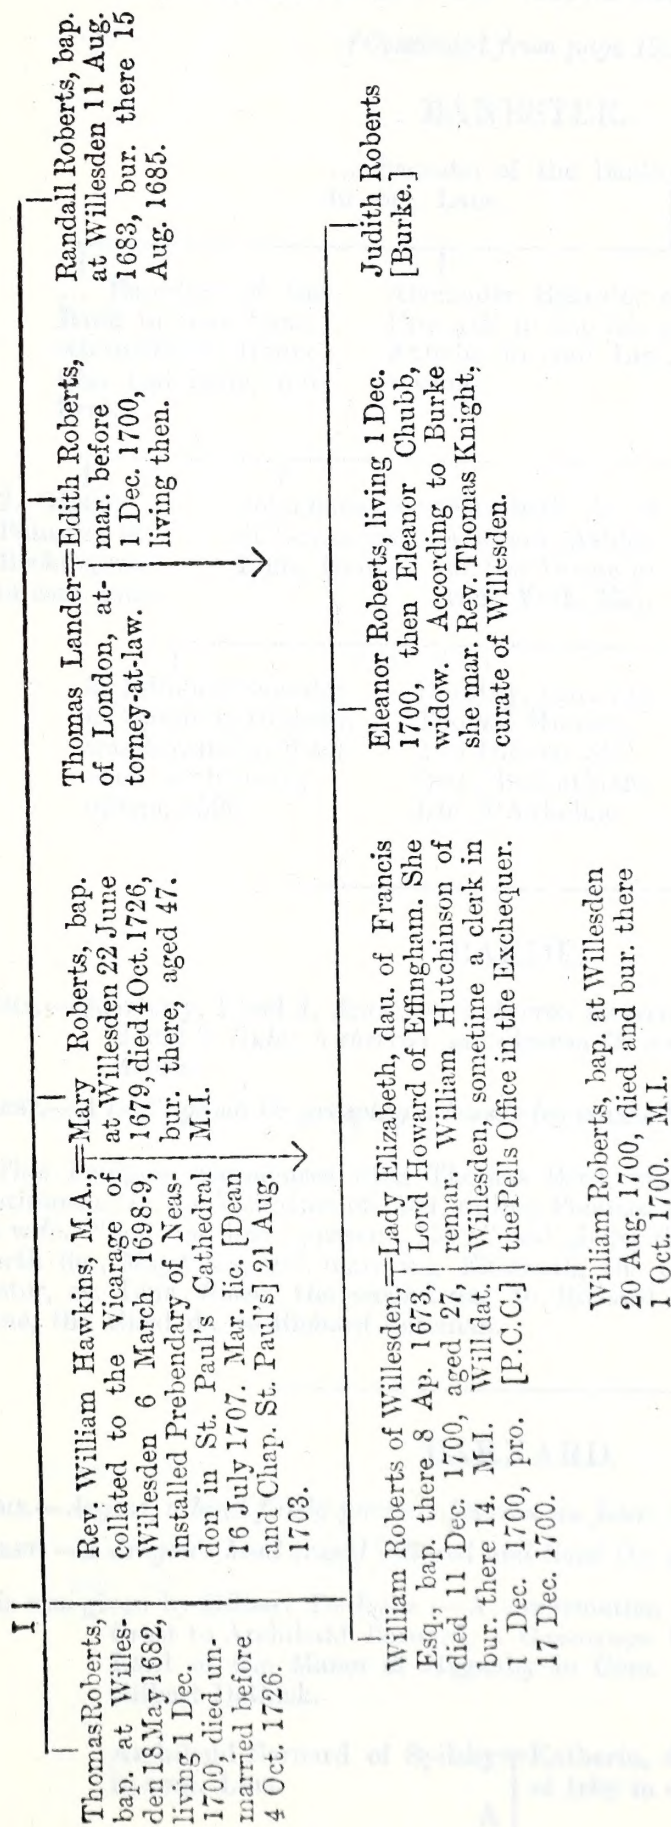 I
Thomas Roberts,
bap. at Willes-
den 18 May 1682,
living 1 Dec.
1700, died un-
married before
4 Oct. 1726.
Rev. William Hawkins, M.A.,=Mary Roberts, bap.
collated to the Vicarage of
Willesden 6 March 1698-9,
installed Prebendary of Neas-
don in St. Paul's Cathedral
16 July 1707. Mar. lic. [Dean
and Chap. St. Paul's] 21 Aug.
1703.
at Willesden 22 June
1679, died 4 Oct. 1726,
bur. there, aged 47.
M.I.
Thomas Lander=Edith Roberts,
of London, at-
torney-at-law.
mar. before
1 Dec. 1700,
living then.
Randall Roberts, bap.
at Willesden 11 Aug.
1683, bur. there 15
Aug. 1685.
William Roberts of Willesden,=Lady Elizabeth, dau. of Francis
Esq., bap. there 8 Ap. 1673,
died 11 Dec. 1700, aged 27,
bur. there 14. M.I. Will dat.
1 Dec. 1700, pro. [P.C.C.]
17 Dec. 1700.
Lord Howard of Effingham. She
remar. William Hutchinson of
Willesden, sometime a clerk in
the Pells Office in the Exchequer.
Eleanor Roberts, living 1 Dec.
1700, then Eleanor Chubb,
widow. According to Burke
she mar. Rev. Thomas Knight,
curate of Willesden.
Judith Roberts
[Burke.]
William Roberts, bap. at Willesden
20 Aug. 1700, died and bur. there
1 Oct. 1700. M.I.